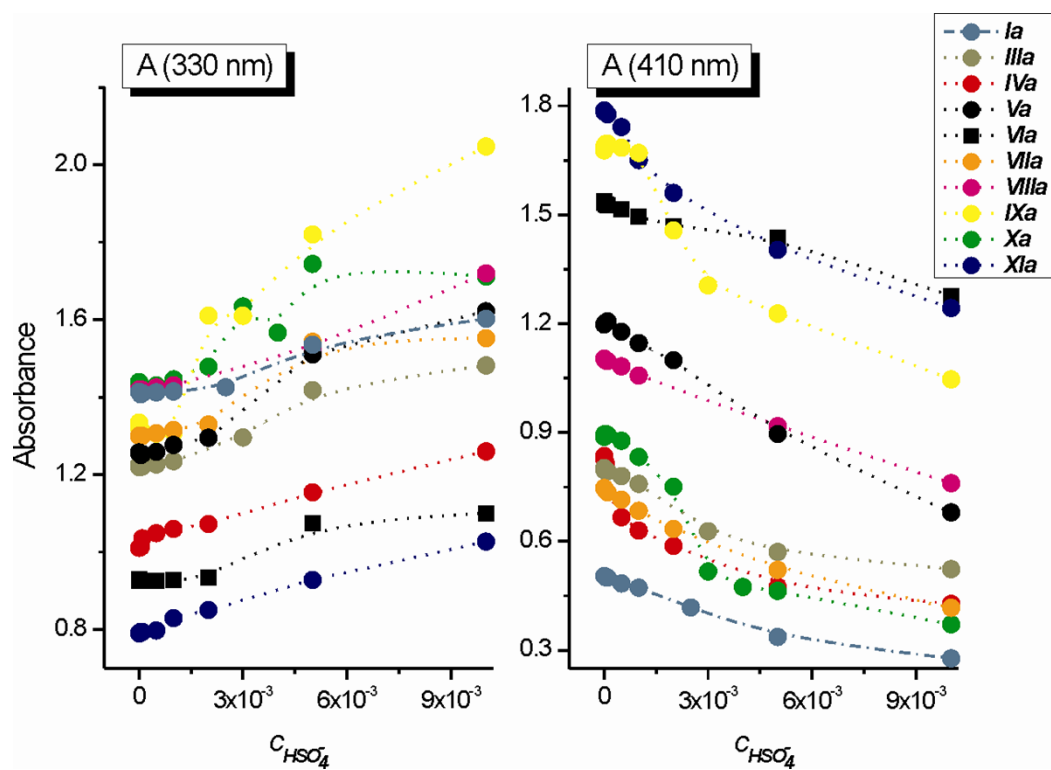 A (330 nm)
A (410 nm)
Ia
IIIa
IVa
Va
VIa
VIIa
VIIIa
IXa
Xa
XIa
Absorbance
2.0
1.6
1.2
0.8
0
3x10⁻³
6x10⁻³
9x10⁻³
C_HSO₄⁻
1.8
1.5
1.2
0.9
0.6
0.3
0
3x10⁻³
6x10⁻³
9x10⁻³
C_HSO₄⁻